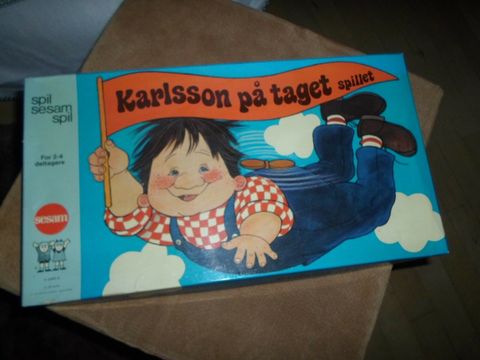 Karlsson på taget spillet
spil
sesam
spil
For 2-4
deltagere
sesam